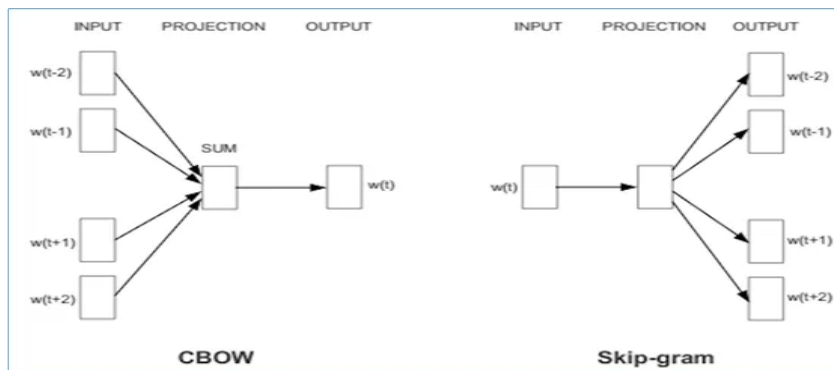 INPUT PROJECTION OUTPUT
w(t-2)
w(t-1)
SUM
w(t)
w(t+1)
w(t+2)
CBOW
INPUT PROJECTION OUTPUT
w(t-2)
w(t-1)
w(t)
w(t+1)
w(t+2)
Skip-gram